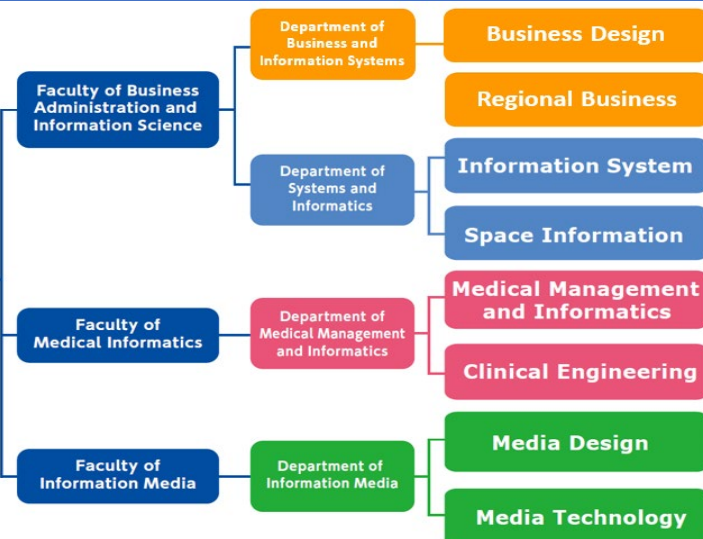 Faculty of Business
Administration and
Information Science
Department of
Business and
Information Systems
Business Design
Regional Business
Department of
Systems and
Informatics
Information System
Space Information
Faculty of
Medical Informatics
Department of
Medical Management
and Informatics
Medical Management
and Informatics
Clinical Engineering
Faculty of
Information Media
Department of
Information Media
Media Design
Media Technology